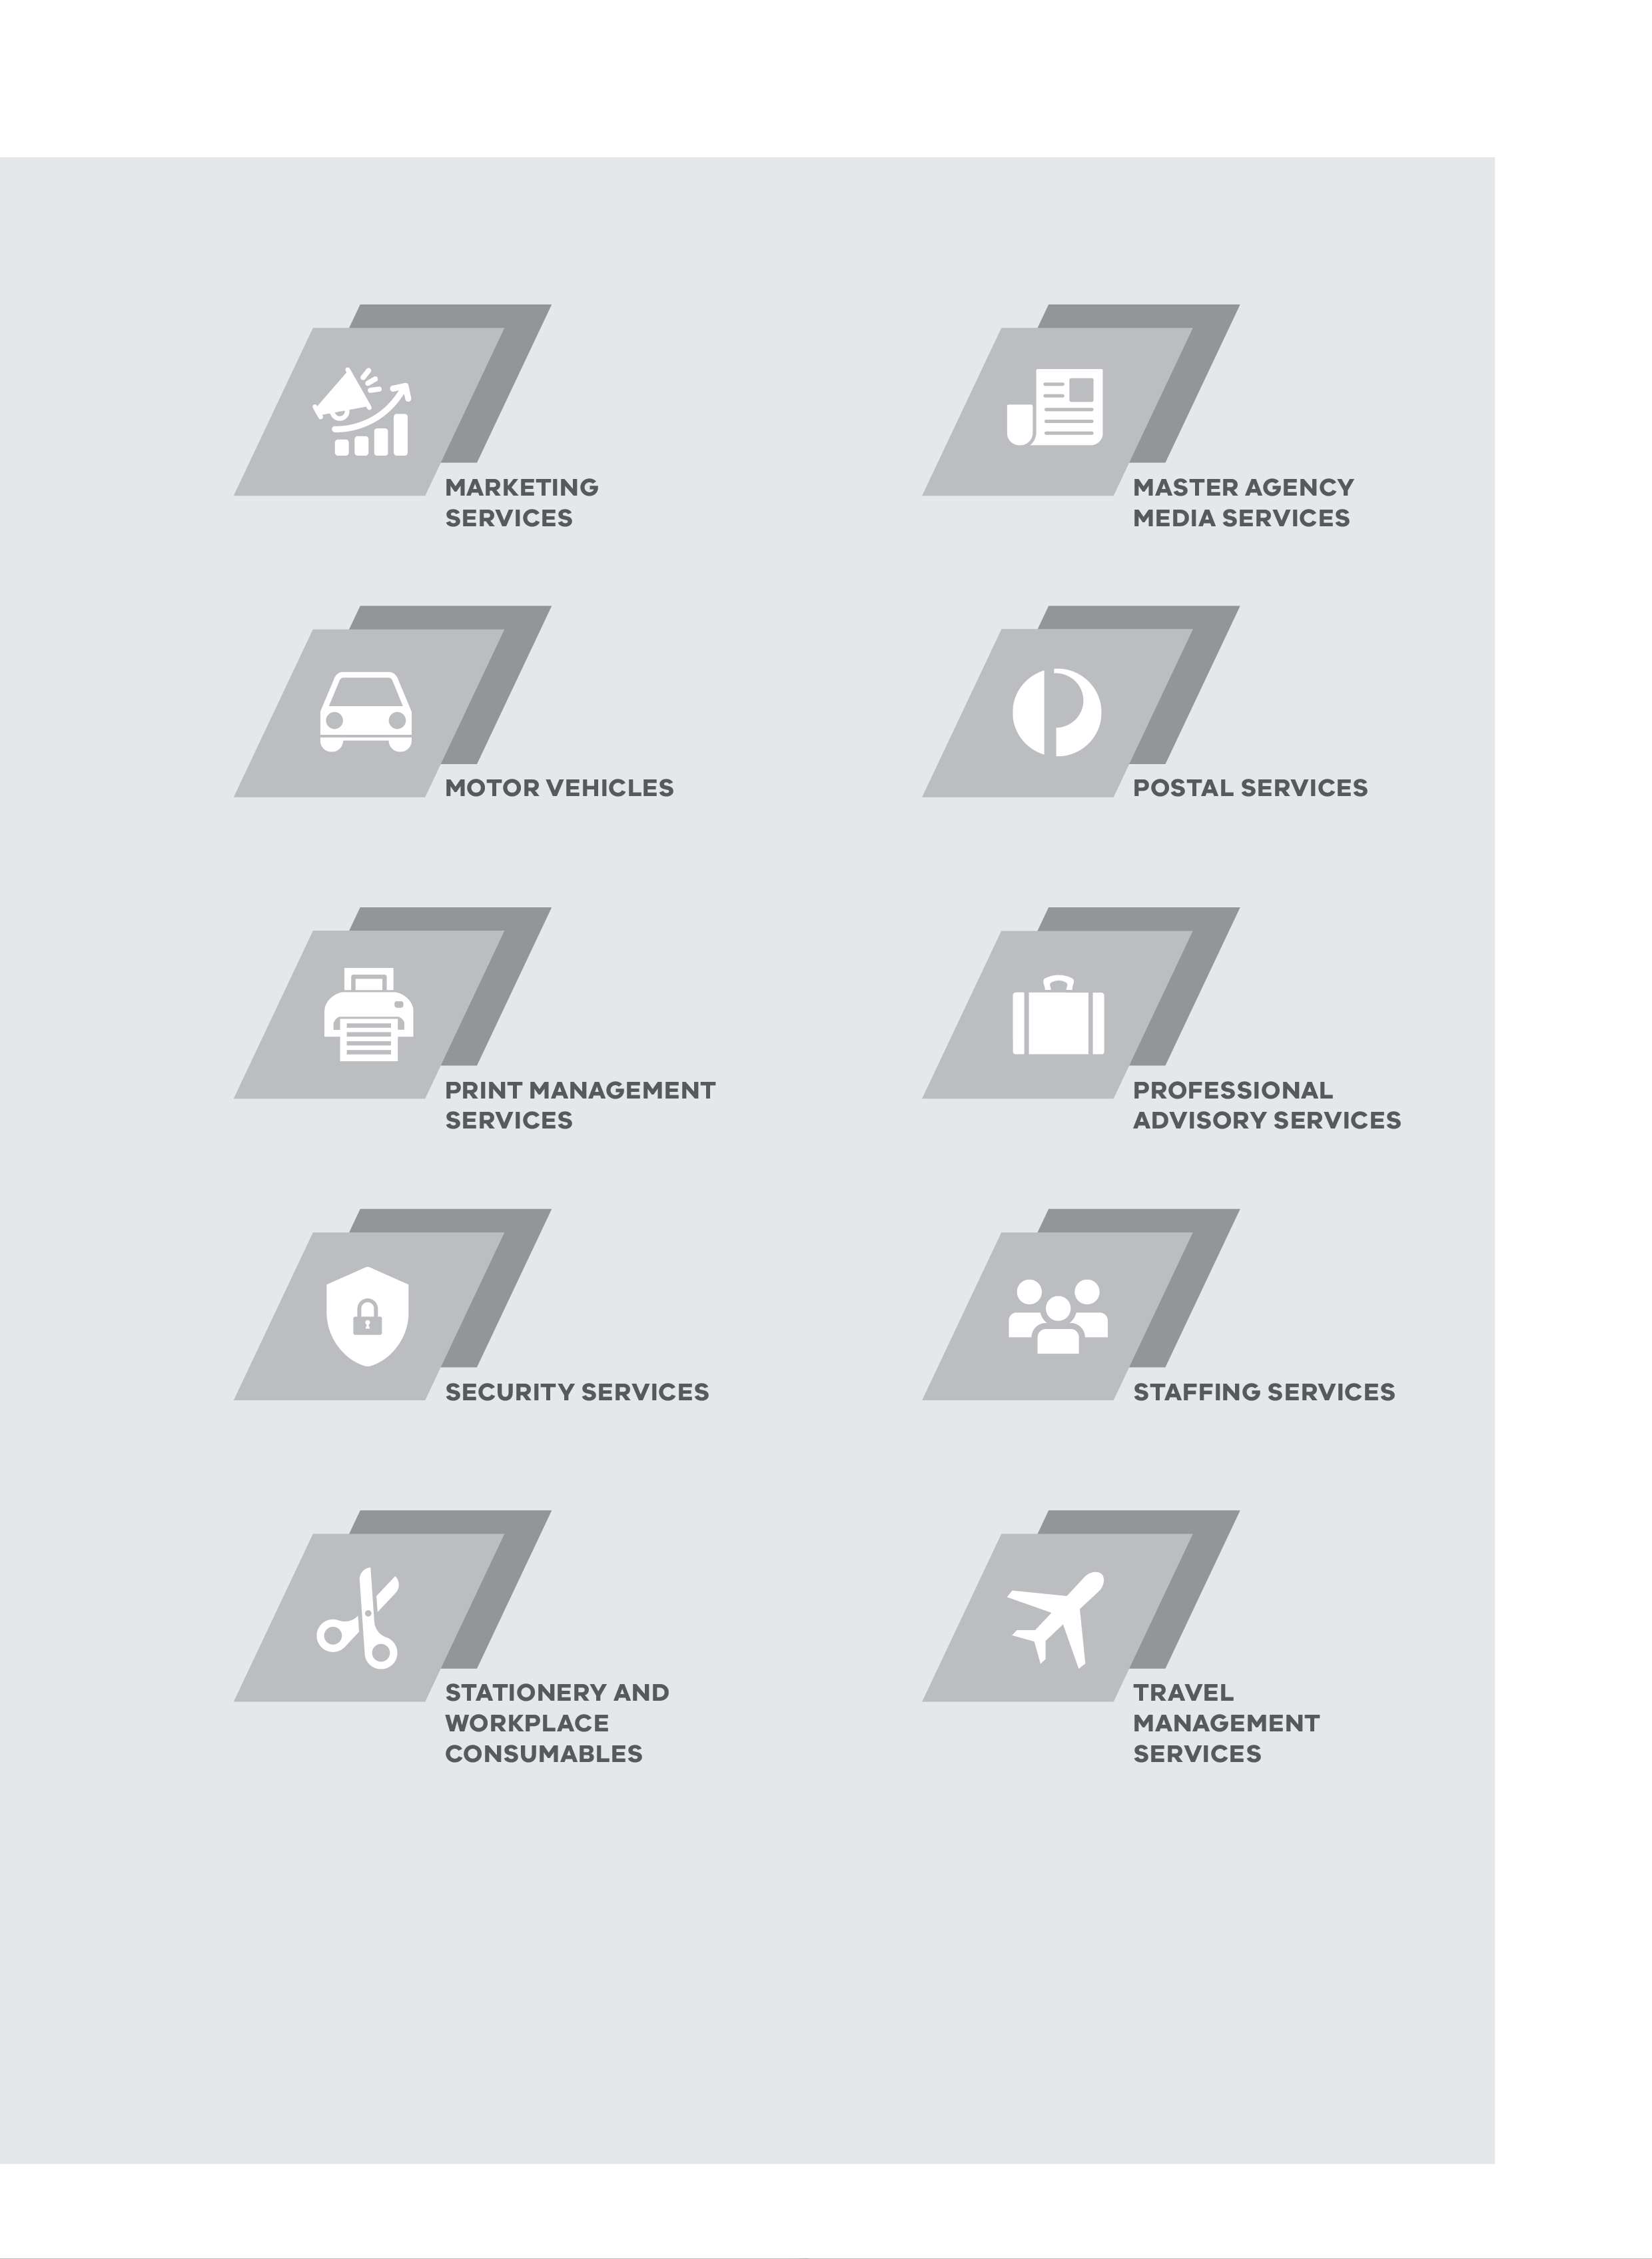 MARKETING
SERVICES
MASTER AGENCY
MEDIA SERVICES
MOTOR VEHICLES
POSTAL SERVICES
PRINT MANAGEMENT
SERVICES
PROFESSIONAL
ADVISORY SERVICES
SECURITY SERVICES
STAFFING SERVICES
STATIONERY AND
WORKPLACE
CONSUMABLES
TRAVEL
MANAGEMENT
SERVICES